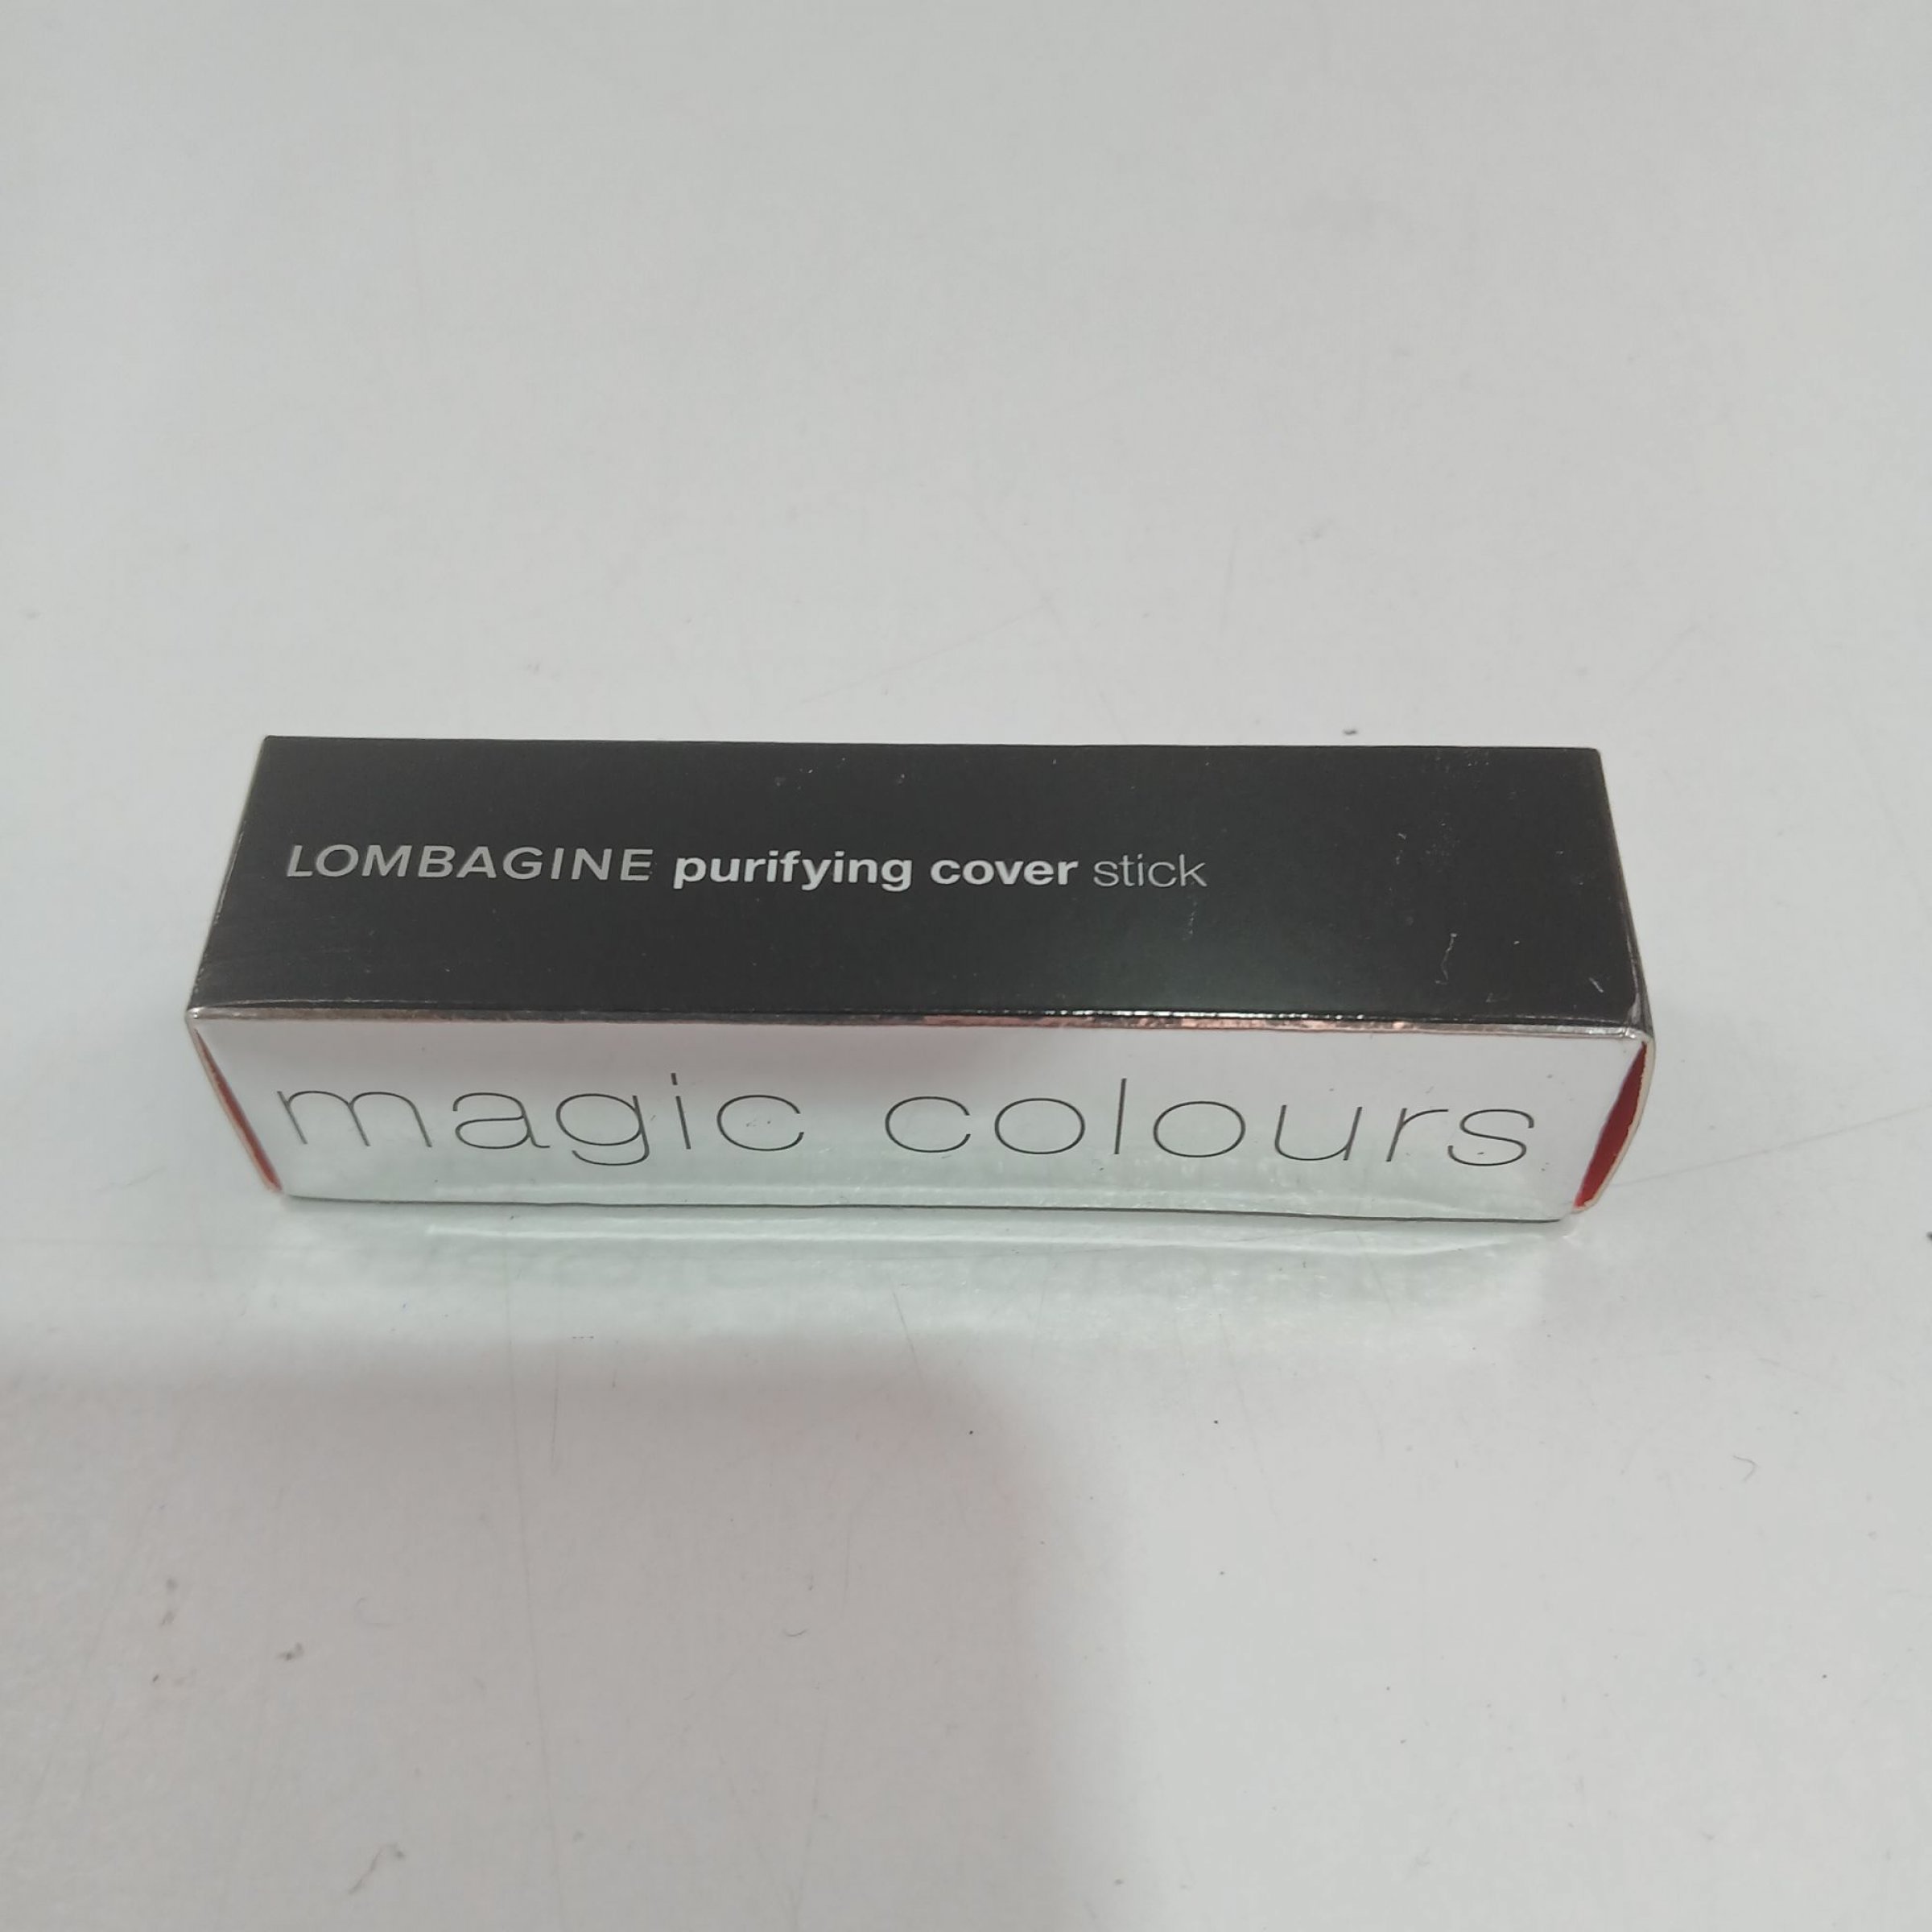 LOMBAGINE purifying cover stick
magic colours